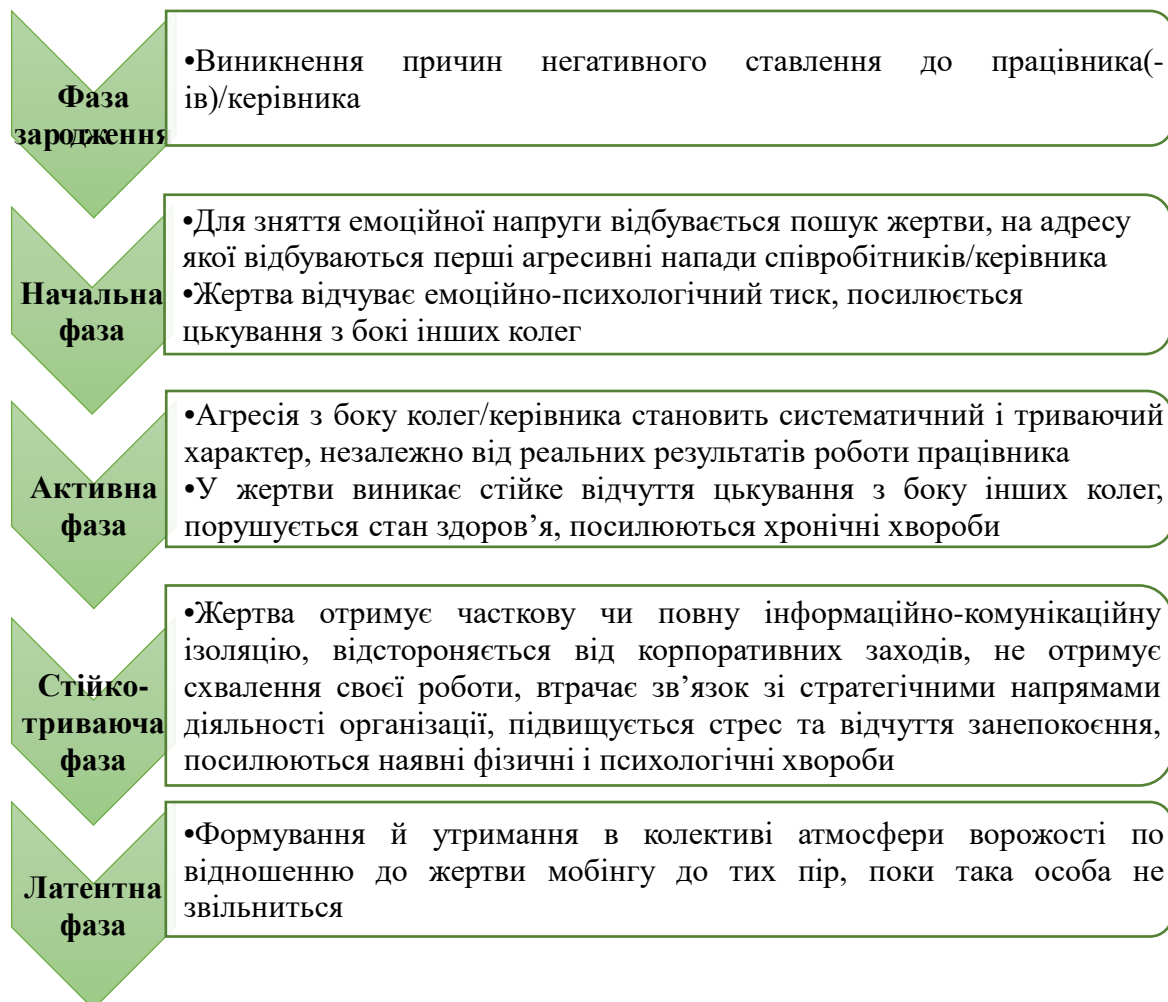 Фаза
зародження
•Виникнення причин негативного ставлення до працівника(-
ів)/керівника
Начальна
фаза
•Для зняття емоційної напруги відбувається пошук жертви, на адресу
якої відбуваються перші агресивні напади співробітників/керівника
•Жертва відчуває емоційно-психологічний тиск, посилюється
цькування з бокі інших колег
Активна
фаза
•Агресія з боку колег/керівника становить систематичний і триваючий
характер, незалежно від реальних результатів роботи працівника
•У жертви виникає стійке відчуття цькування з боку інших колег,
порушується стан здоров’я, посилюються хронічні хвороби
Стійко-
триваюча
фаза
•Жертва отримує часткову чи повну інформаційно-комунікаційну
ізоляцію, відстороняється від корпоративних заходів, не отримує
схвалення своєї роботи, втрачає зв’язок зі стратегічними напрямами
діяльності організації, підвищується стрес та відчуття занепокоєння,
посилюються наявні фізичні і психологічні хвороби
Латентна
фаза
•Формування й утримання в колективі атмосфери ворожості по
відношенню до жертви мобінгу до тих пір, поки така особа не
звільниться